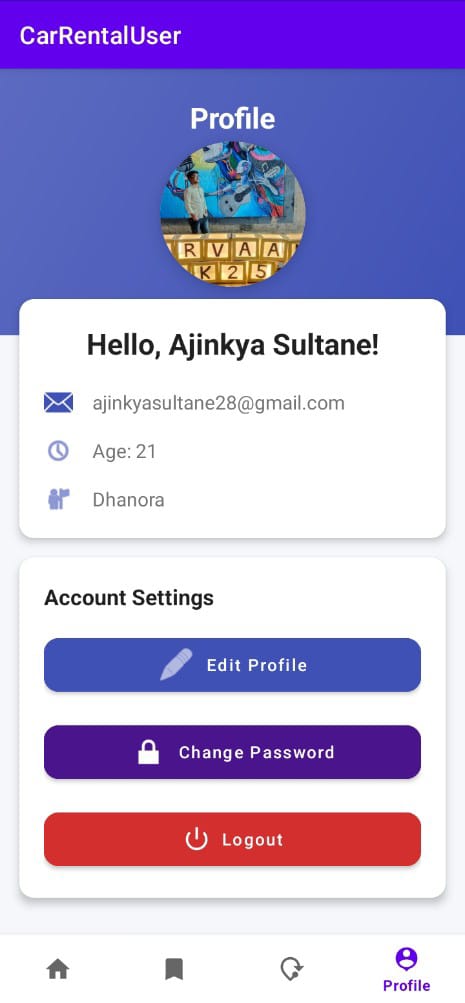 CarRentalUser
Profile
RVAA
K25
Hello, Ajinkya Sultane!
ajinkyasultane28@gmail.com
Age: 21
Dhanora
Account Settings
Edit Profile
Change Password
Logout
Profile